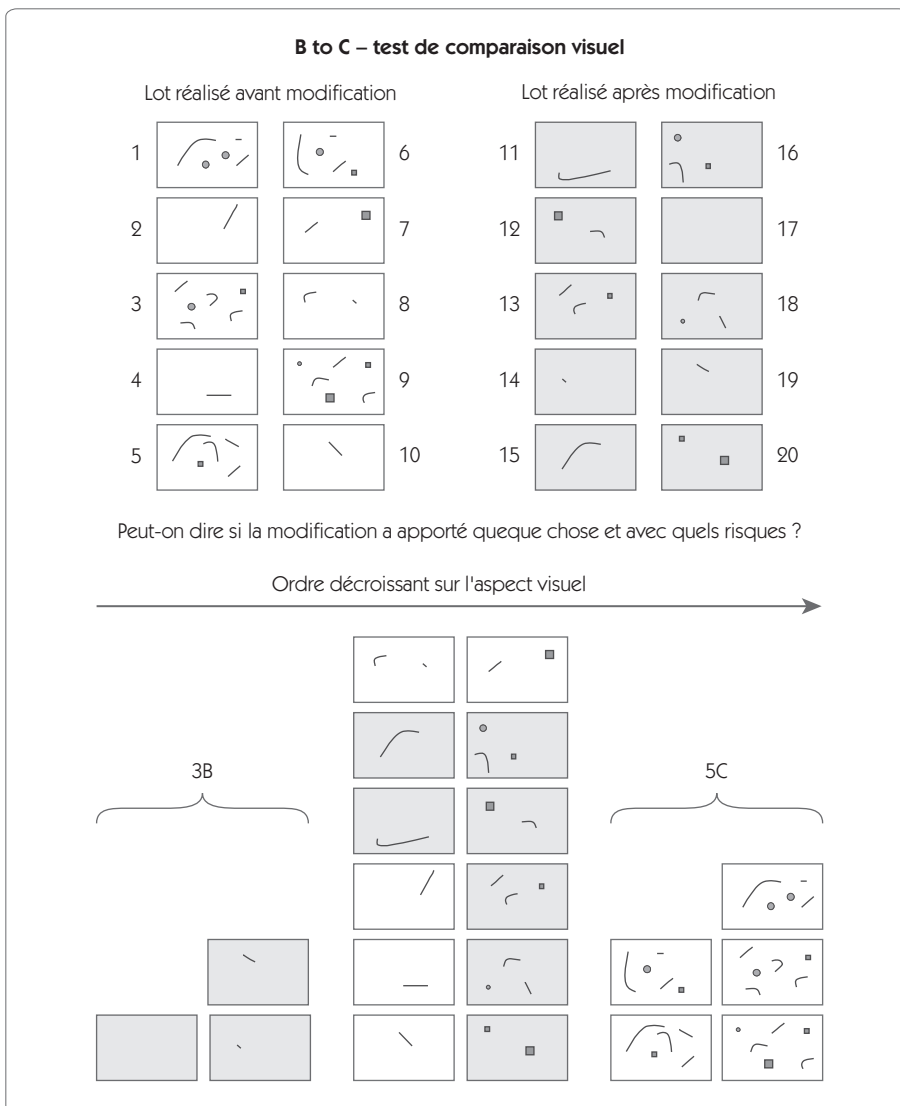 B to C – test de comparaison visuel
Lot réalisé avant modification
Lot réalisé après modification
1
6
11
16
2
7
12
17
3
8
13
18
4
9
14
19
5
10
15
20
Peut-on dire si la modification a apporté queque chose et avec quels risques ?
Ordre décroissant sur l'aspect visuel
3B
5C